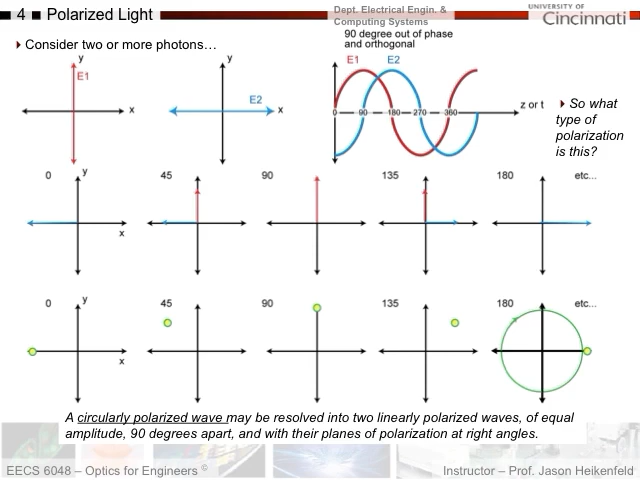 4 Polarized Light
Dept. Electrical Engin. &
Computing Systems
UNIVERSITY OF
Cincinnati
Consider two or more photons…
90 degree out of phase
and orthogonal
y
E1
x
y
E2
x
E1 E2
0 90 180 270 360
z or t
So what
type of
polarization
is this?
0 y 45 90 135 180 etc...
x
0 y 45 90 135 180 etc...
x
A circularly polarized wave may be resolved into two linearly polarized waves, of equal
amplitude, 90 degrees apart, and with their planes of polarization at right angles.
EECS 6048 – Optics for Engineers ©
Instructor – Prof. Jason Heikenfeld